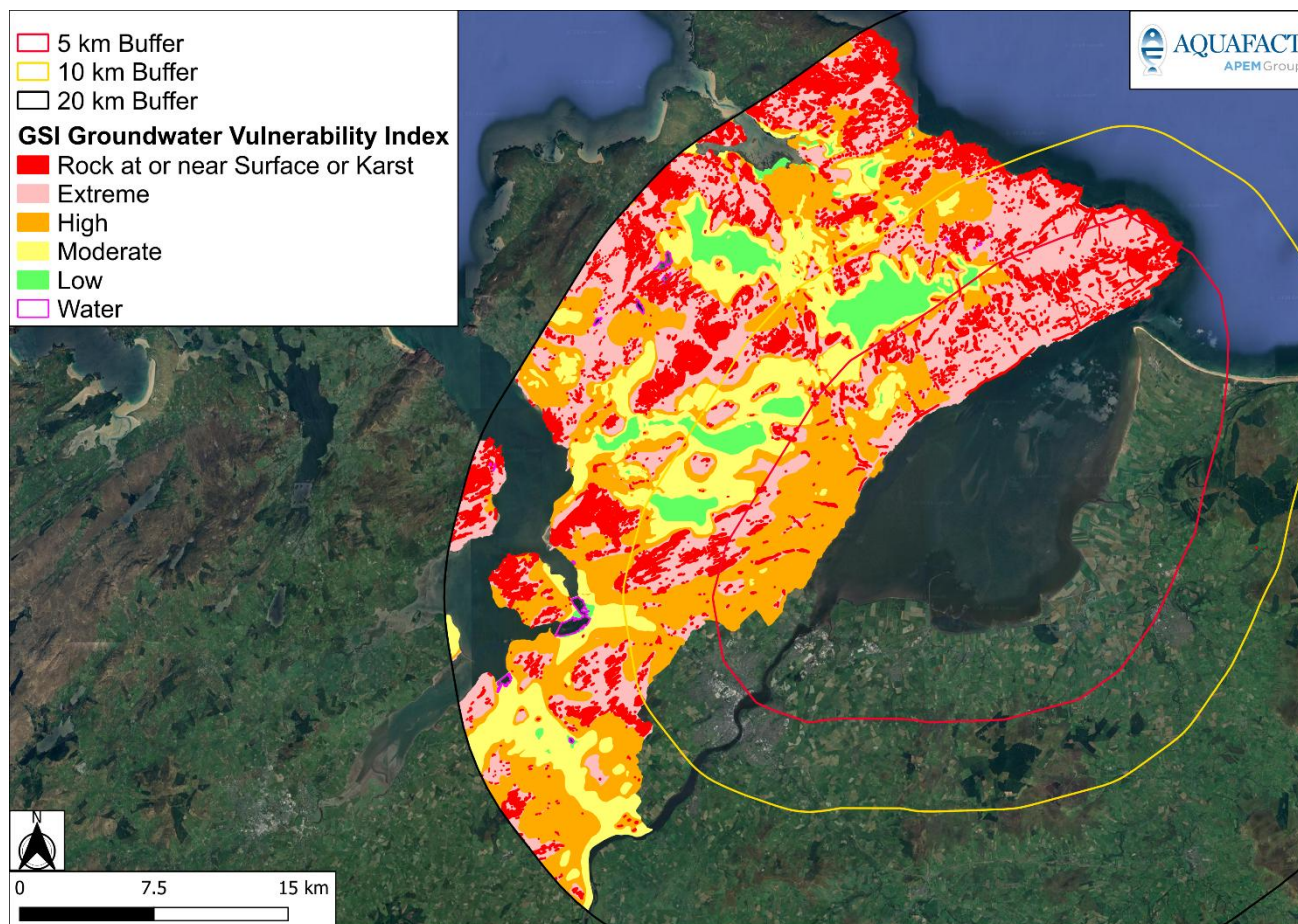 5 km Buffer
10 km Buffer
20 km Buffer
GSI Groundwater Vulnerability Index
Rock at or near Surface or Karst
Extreme
High
Moderate
Low
Water
AQUAFACT
APEM Group
N
0 7.5 15 km